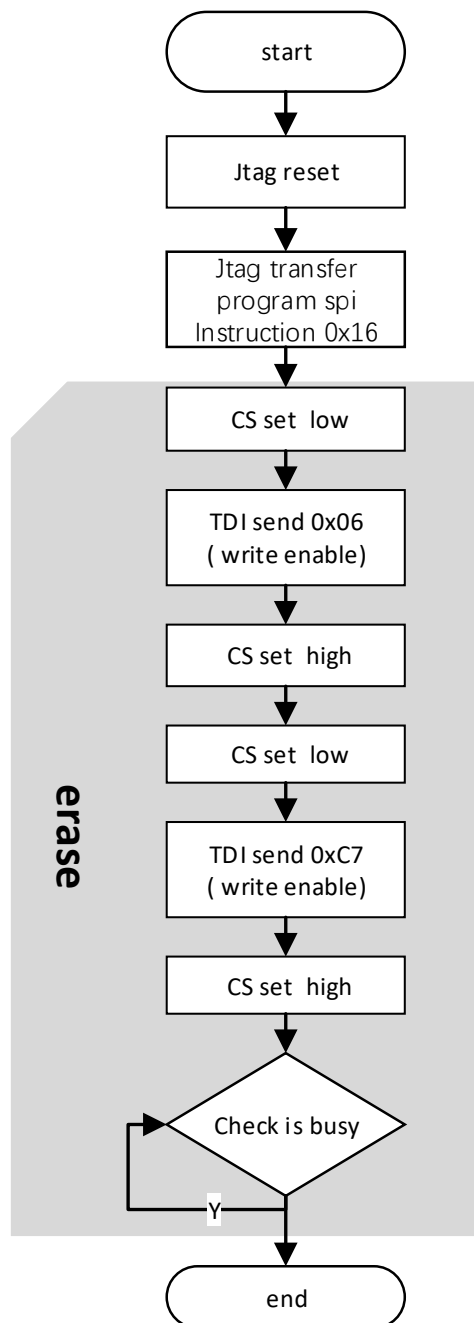 start
Jtag reset
Jtag transfer
program spi
Instruction 0x16
CS set low
TDI send 0x06
( write enable)
CS set high
CS set low
erase
TDI send 0xC7
( write enable)
CS set high
Check is busy
Y
end